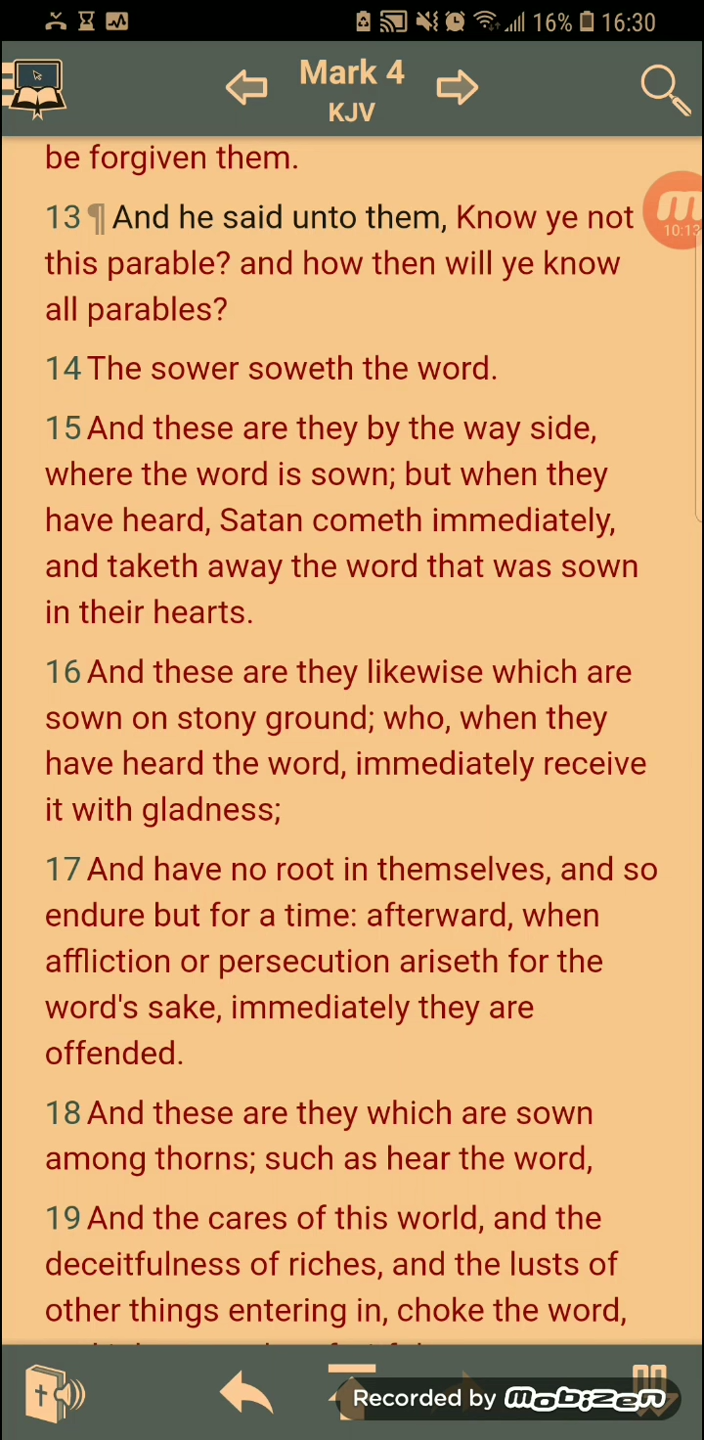 16% 16:30
Mark 4
KJV
be forgiven them.
10:13
13 ¶ And he said unto them, Know ye not
this parable? and how then will ye know
all parables?
14 The sower soweth the word.
15 And these are they by the way side,
where the word is sown; but when they
have heard, Satan cometh immediately,
and taketh away the word that was sown
in their hearts.
16 And these are they likewise which are
sown on stony ground; who, when they
have heard the word, immediately receive
it with gladness;
17 And have no root in themselves, and so
endure but for a time: afterward, when
affliction or persecution ariseth for the
word's sake, immediately they are
offended.
18 And these are they which are sown
among thorns; such as hear the word,
19 And the cares of this world, and the
deceitfulness of riches, and the lusts of
other things entering in, choke the word,
Recorded by mobizen